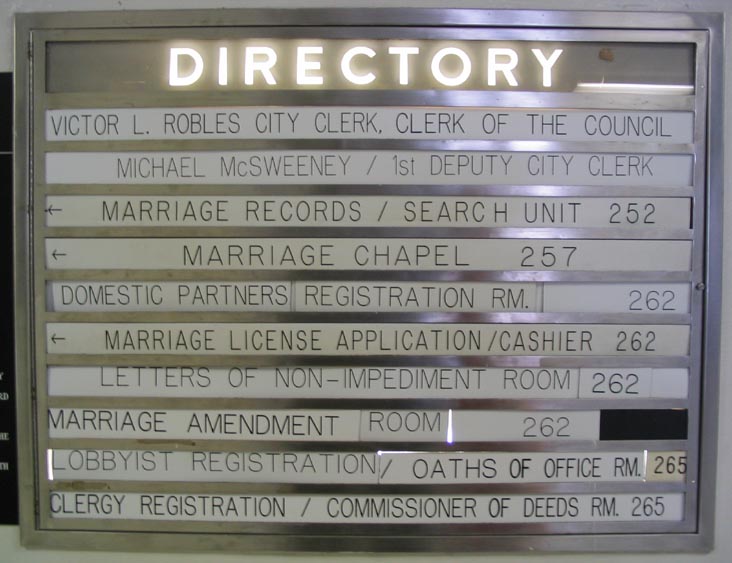 DIRECTORY
VICTOR L. ROBLES CITY CLERK, CLERK OF THE COUNCIL
MICHAEL McSWEENEY / 1st DEPUTY CITY CLERK
← MARRIAGE RECORDS / SEARCH UNIT 252
← MARRIAGE CHAPEL 257
DOMESTIC PARTNERS REGISTRATION RM. 262
← MARRIAGE LICENSE APPLICATION/CASHIER 262
LETTERS OF NON-IMPEDIMENT ROOM 262
MARRIAGE AMENDMENT ROOM 262
LOBBYIST REGISTRATION / OATHS OF OFFICE RM. 265
CLERGY REGISTRATION / COMMISSIONER OF DEEDS RM. 265